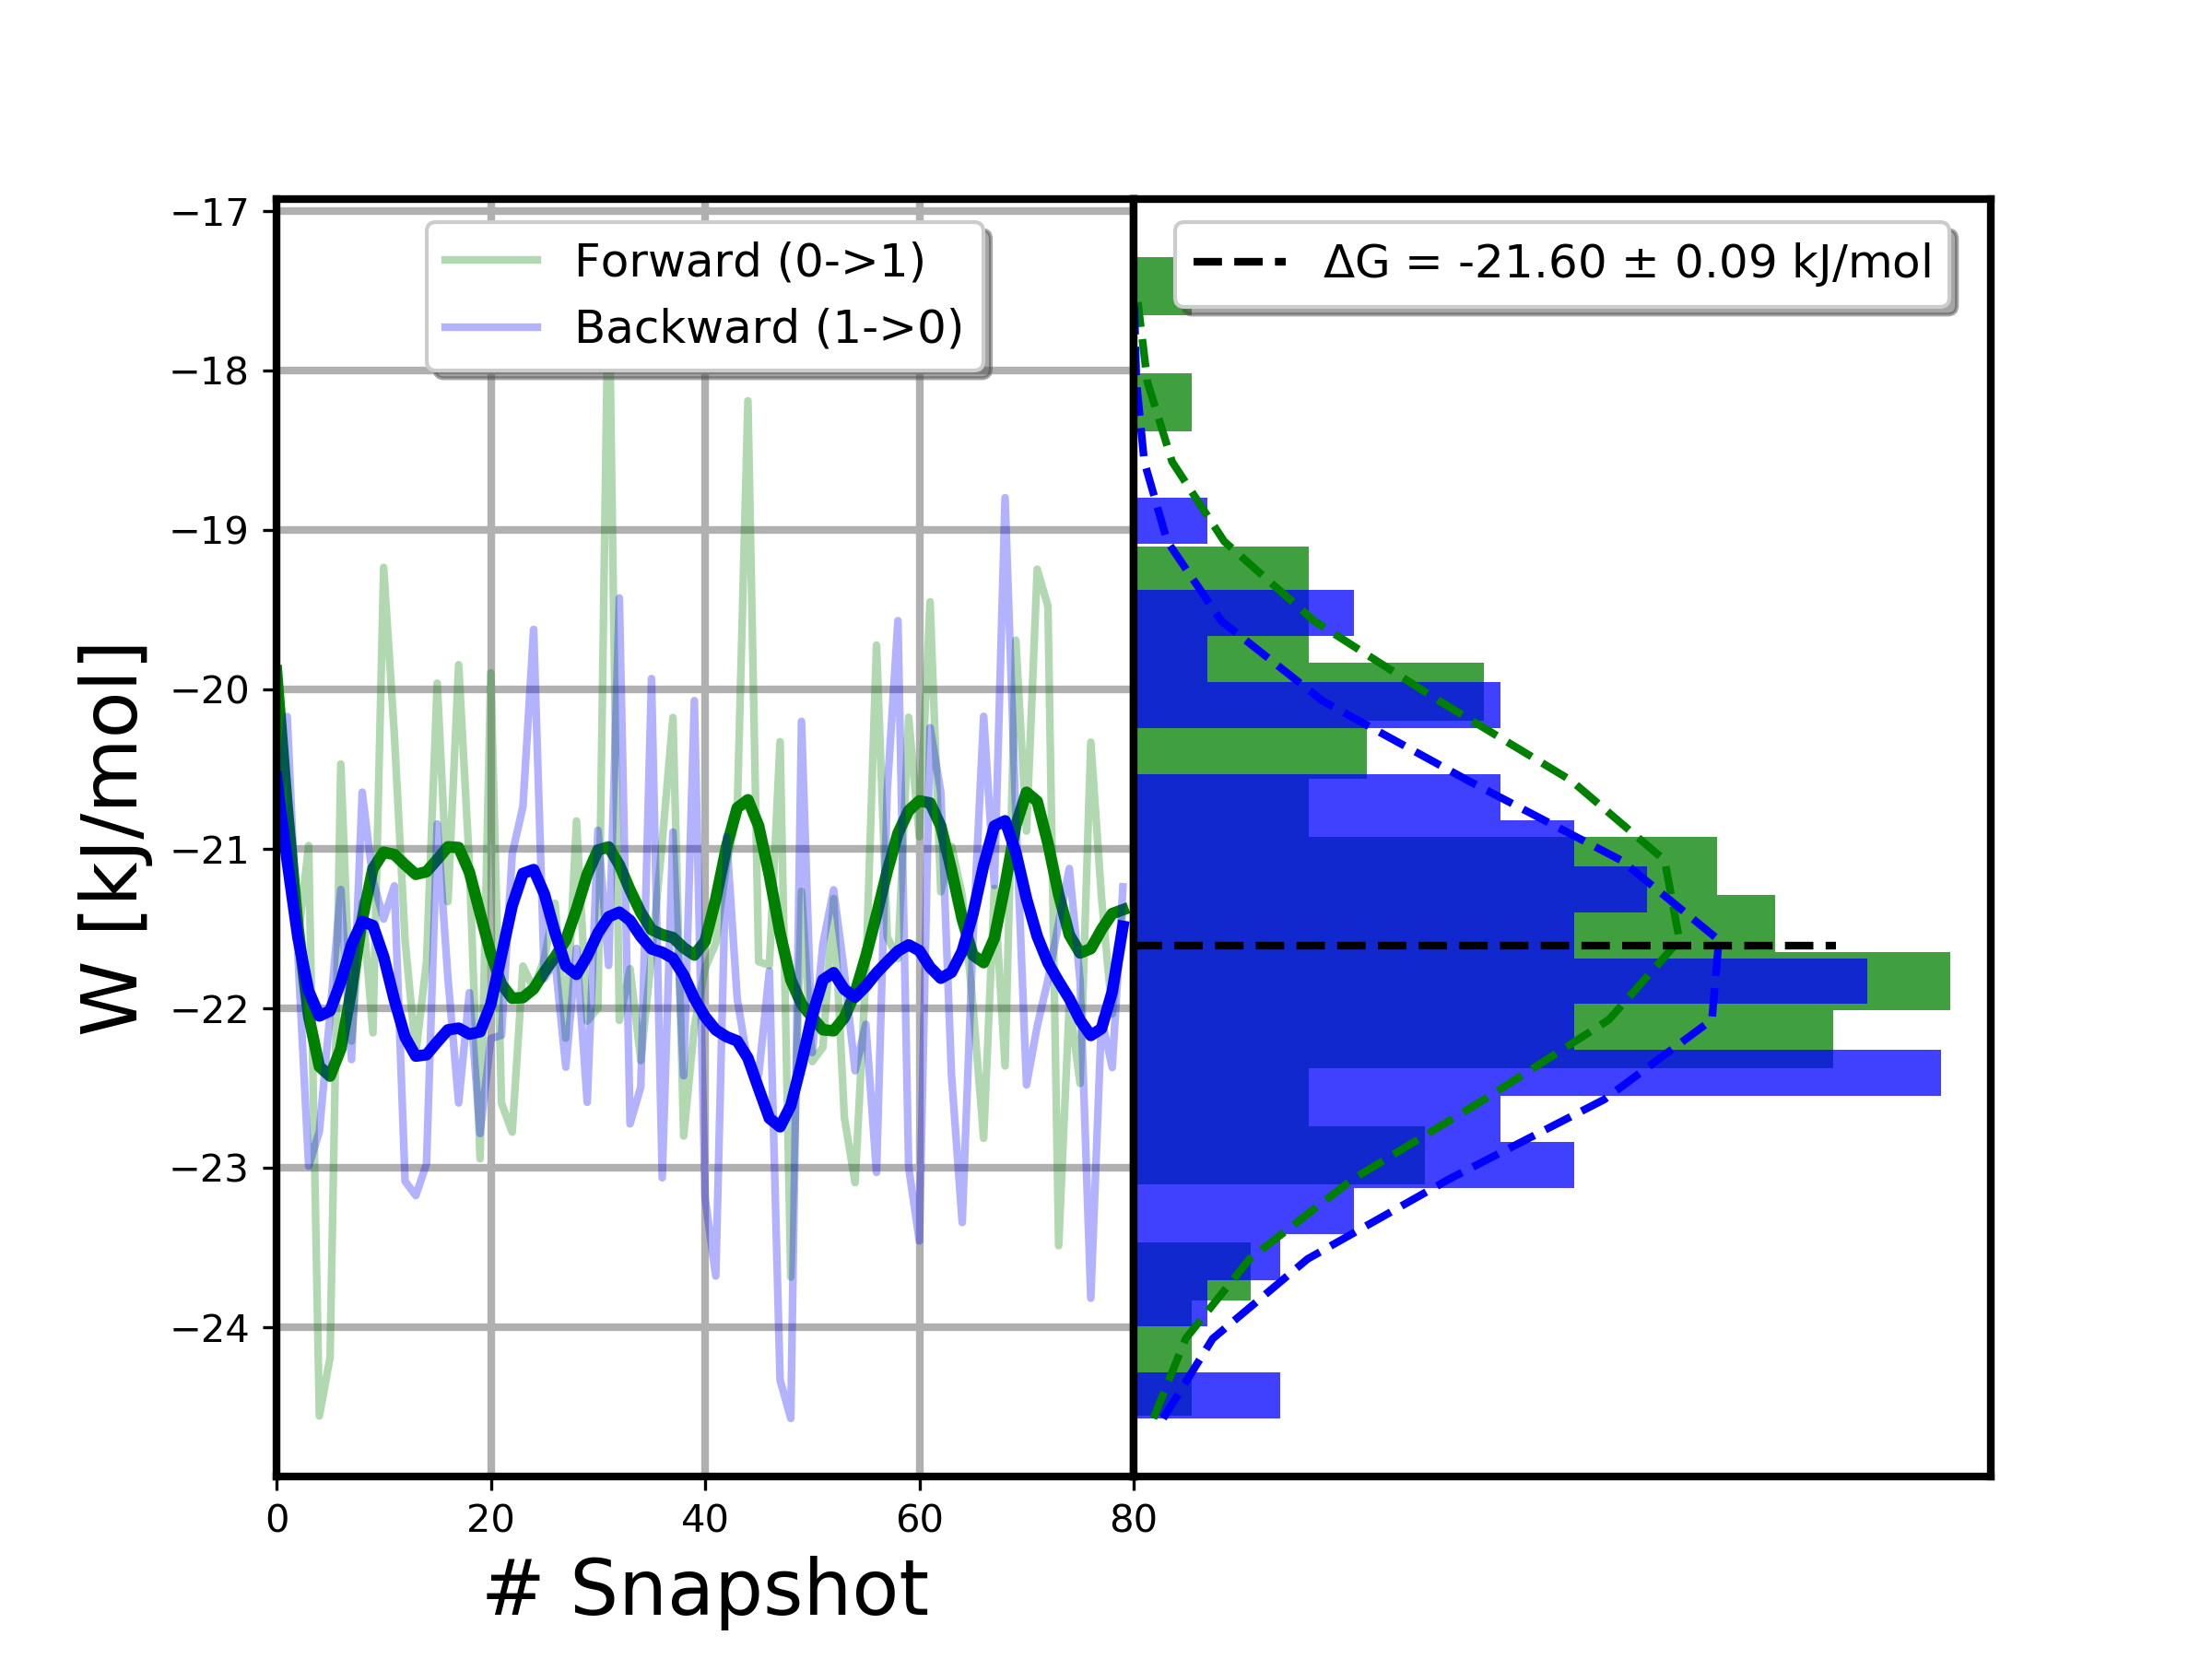 W [kJ/mol]
−17
−18
−19
−20
−21
−22
−23
−24
Forward (0->1)
Backward (1->0)
ΔG = -21.60 ± 0.09 kJ/mol
0 20 40 60 80
# Snapshot